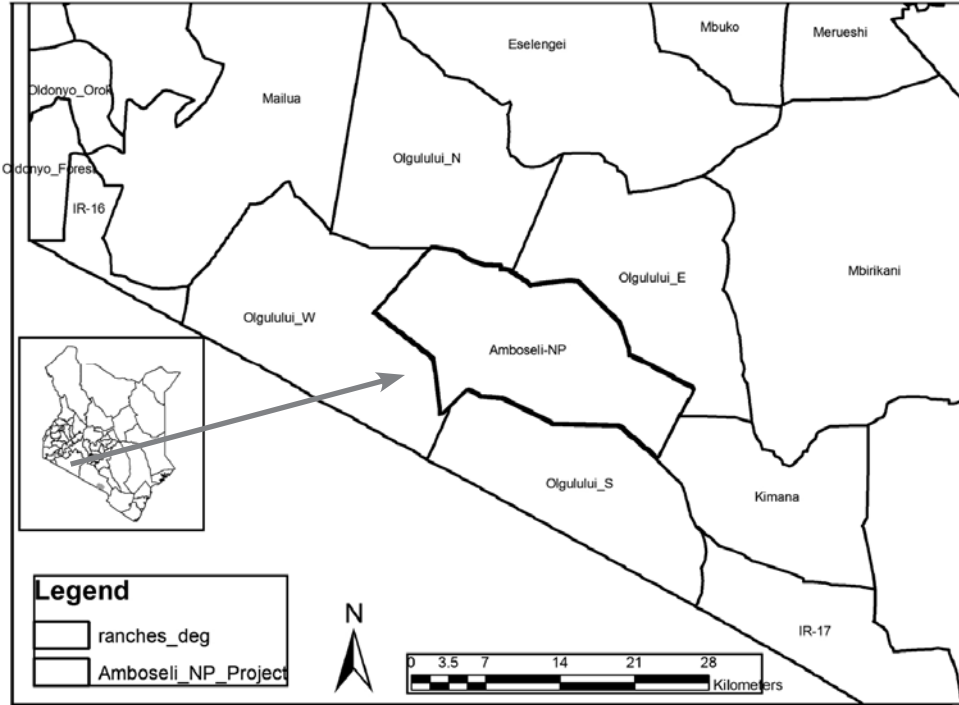 Mbuko
Merueshi
Eselengei
Oldonyo_Orok
Mailua
Olgulului_N
Oldonyo_Forest
IR-16
Olgulului_E
Mbirikani
Olgulului_W
Amboseli-NP
Olgulului_S
Kimana
IR-17
Legend
ranches_deg
Amboseli_NP_Project
N
0 3.5 7 14 21 28
Kilometers